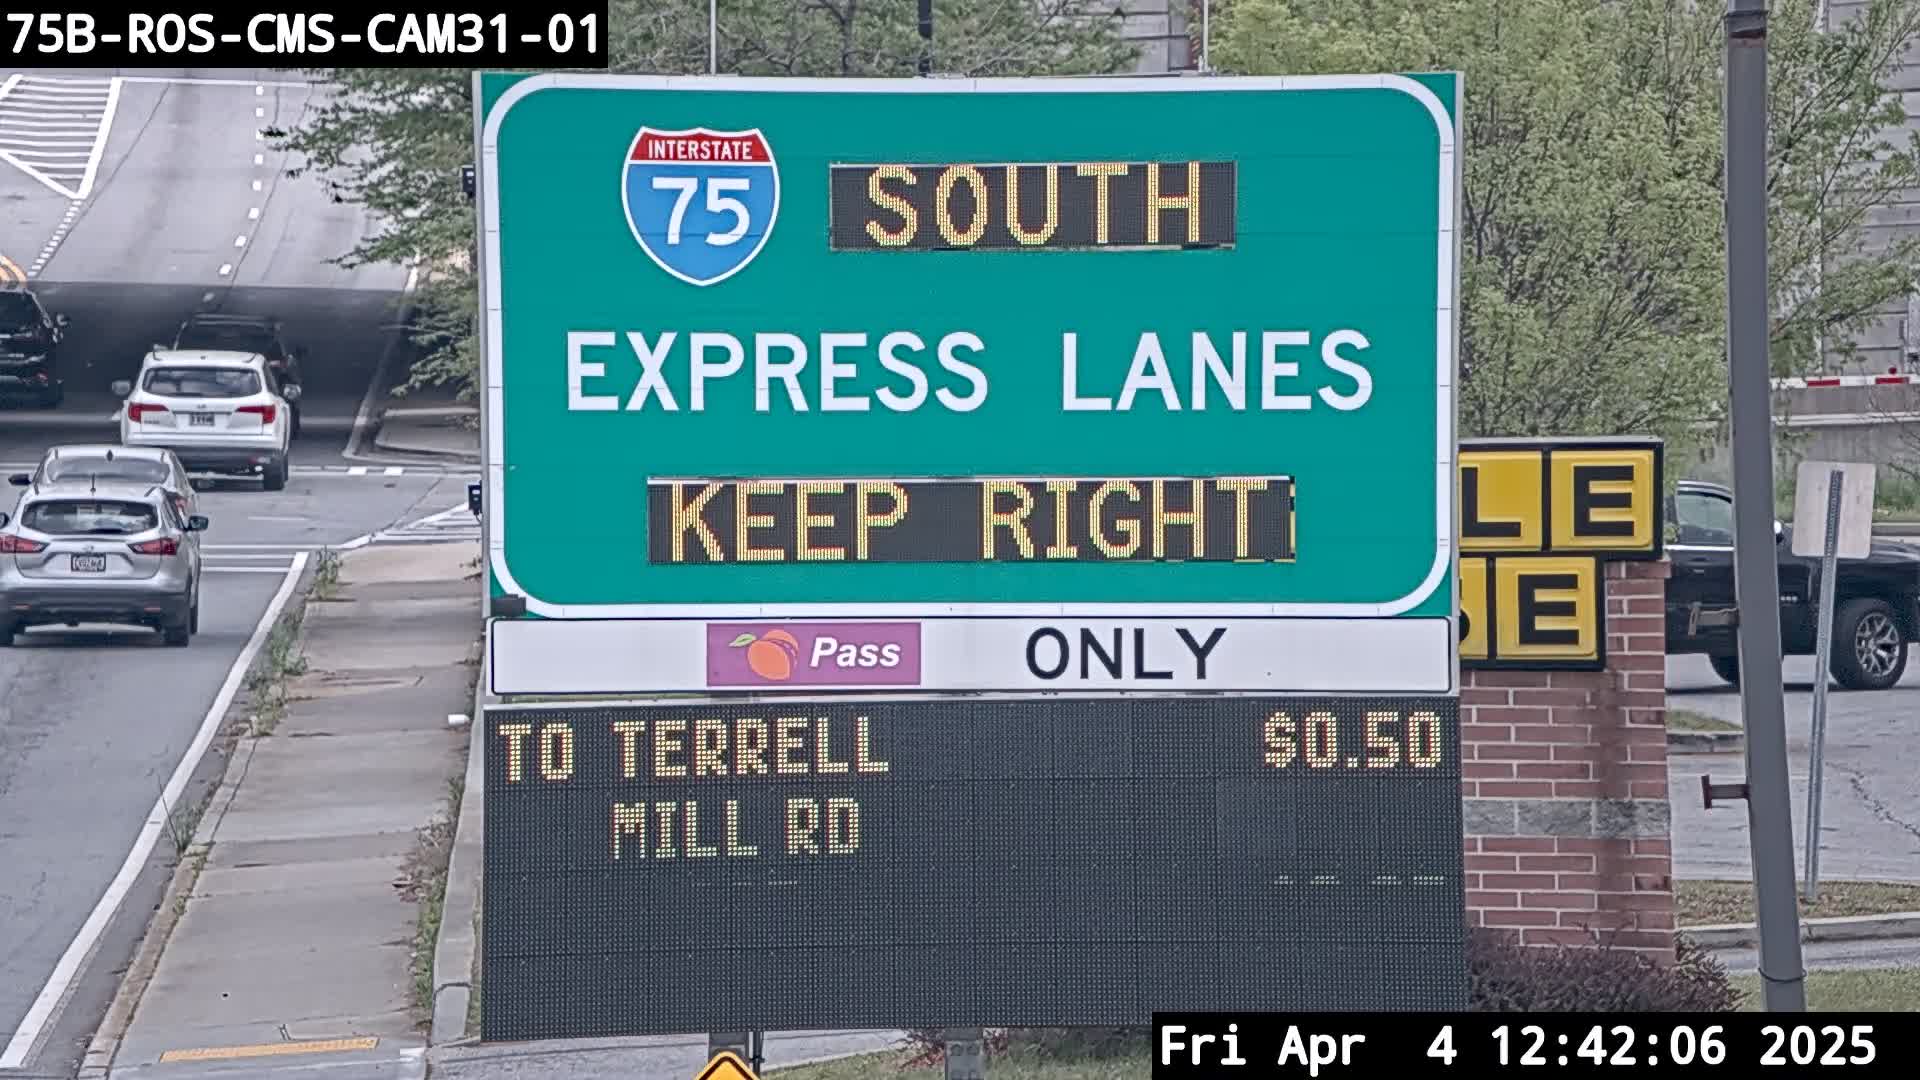 75B-ROS-CMS-CAM31-01
INTERSTATE
75
SOUTH
EXPRESS LANES
KEEP RIGHT
Pass ONLY
TO TERRELL $0.50
MILL RD
LE
E
Fri Apr 4 12:42:06 2025